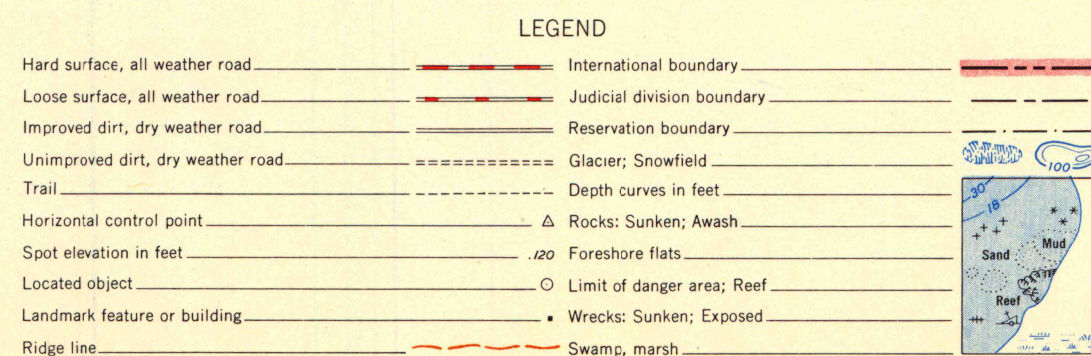 LEGEND
Hard surface, all weather road
Loose surface, all weather road
Improved dirt, dry weather road
Unimproved dirt, dry weather road
Trail
Horizontal control point
Spot elevation in feet .120
Located object
Landmark feature or building
Ridge line
International boundary
Judicial division boundary
Reservation boundary
Glacier; Snowfield 100
Depth curves in feet 30
18
Rocks: Sunken; Awash
Foreshore flats Sand Mud
Limit of danger area; Reef
Reef
Wrecks: Sunken; Exposed
Swamp, marsh